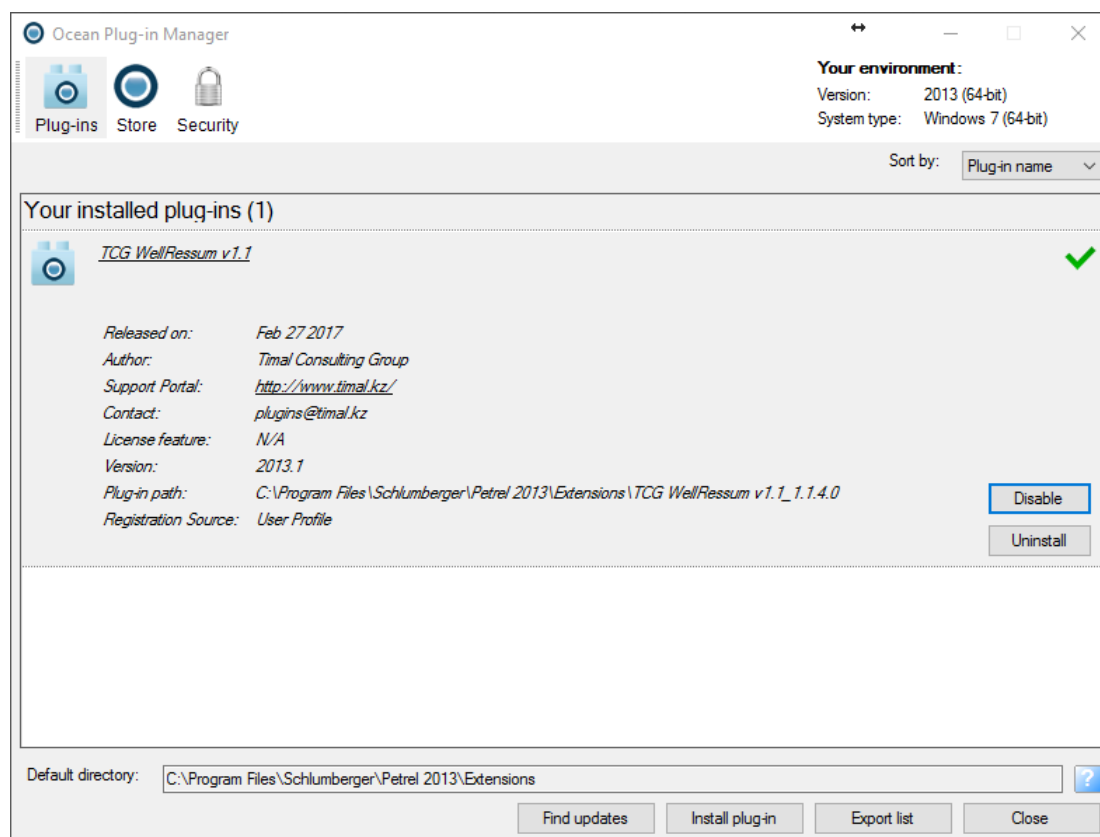 Ocean Plug-in Manager
Plug-ins Store Security
Your environment:
Version: 2013 (64-bit)
System type: Windows 7 (64-bit)
Sort by: Plug-in name
Your installed plug-ins (1)
TCG WellRessum v1.1
Released on: Feb 27 2017
Author: Timal Consulting Group
Support Portal: http://www.timal.kz/
Contact: plugins@timal.kz
License feature: N/A
Version: 2013.1
Plug-in path: C:\Program Files\Schlumberger\Petrel 2013\Extensions\TCG WellRessum v1.1_1.1.4.0
Registration Source: User Profile
Disable
Uninstall
Default directory: C:\Program Files\Schlumberger\Petrel 2013\Extensions ?
Find updates Install plug-in Export list Close